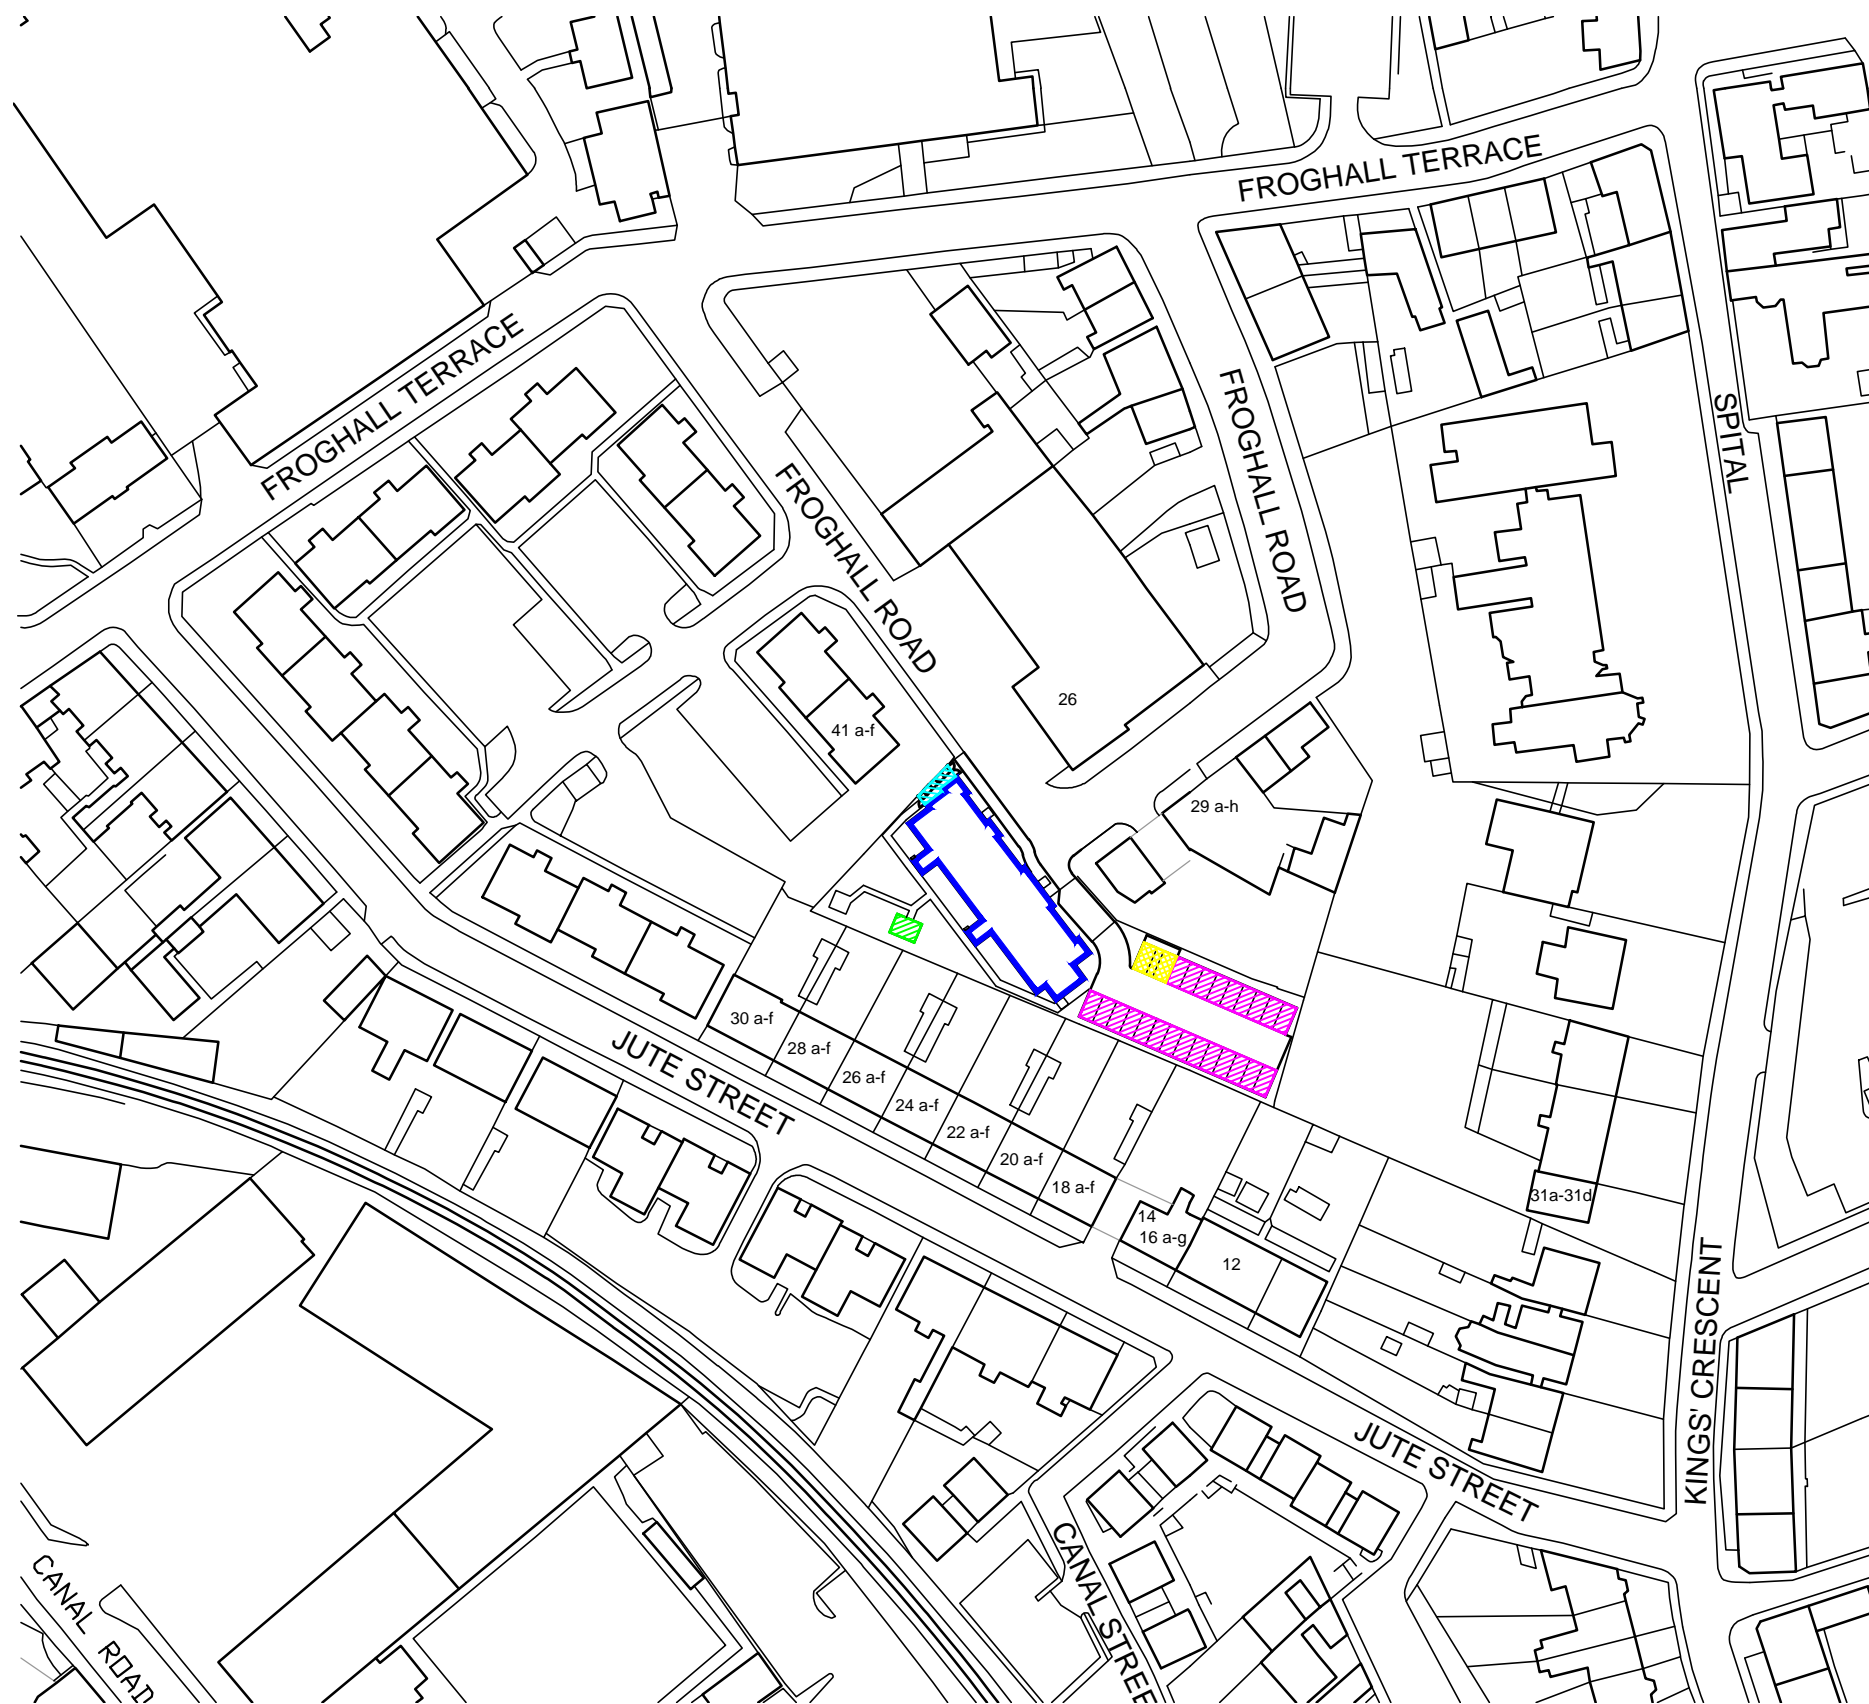 FROGHALL TERRACE
FROGHALL TERRACE
FROGHALL ROAD
FROGHALL ROAD
SPITAL
26
41 a-f
29 a-h
30 a-f
28 a-f
26 a-f
24 a-f
22 a-f
20 a-f
18 a-f
14
16 a-g
12
31a-31d
JUTE STREET
KINGS' CRESCENT
JUTE STREET
CANAL STREE
CANAL ROAD